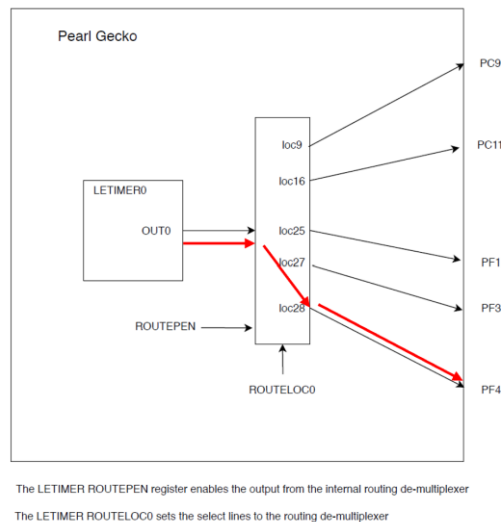 Pearl Gecko
PC9
loc9
PC11
loc16
LETIMER0
OUT0
loc25
PF1
loc27
PF3
loc28
ROUTEPEN
PF4
ROUTELOC0
The LETIMER ROUTEPEN register enables the output from the internal routing de-multiplexer
The LETIMER ROUTELOC0 sets the select lines to the routing de-multiplexer